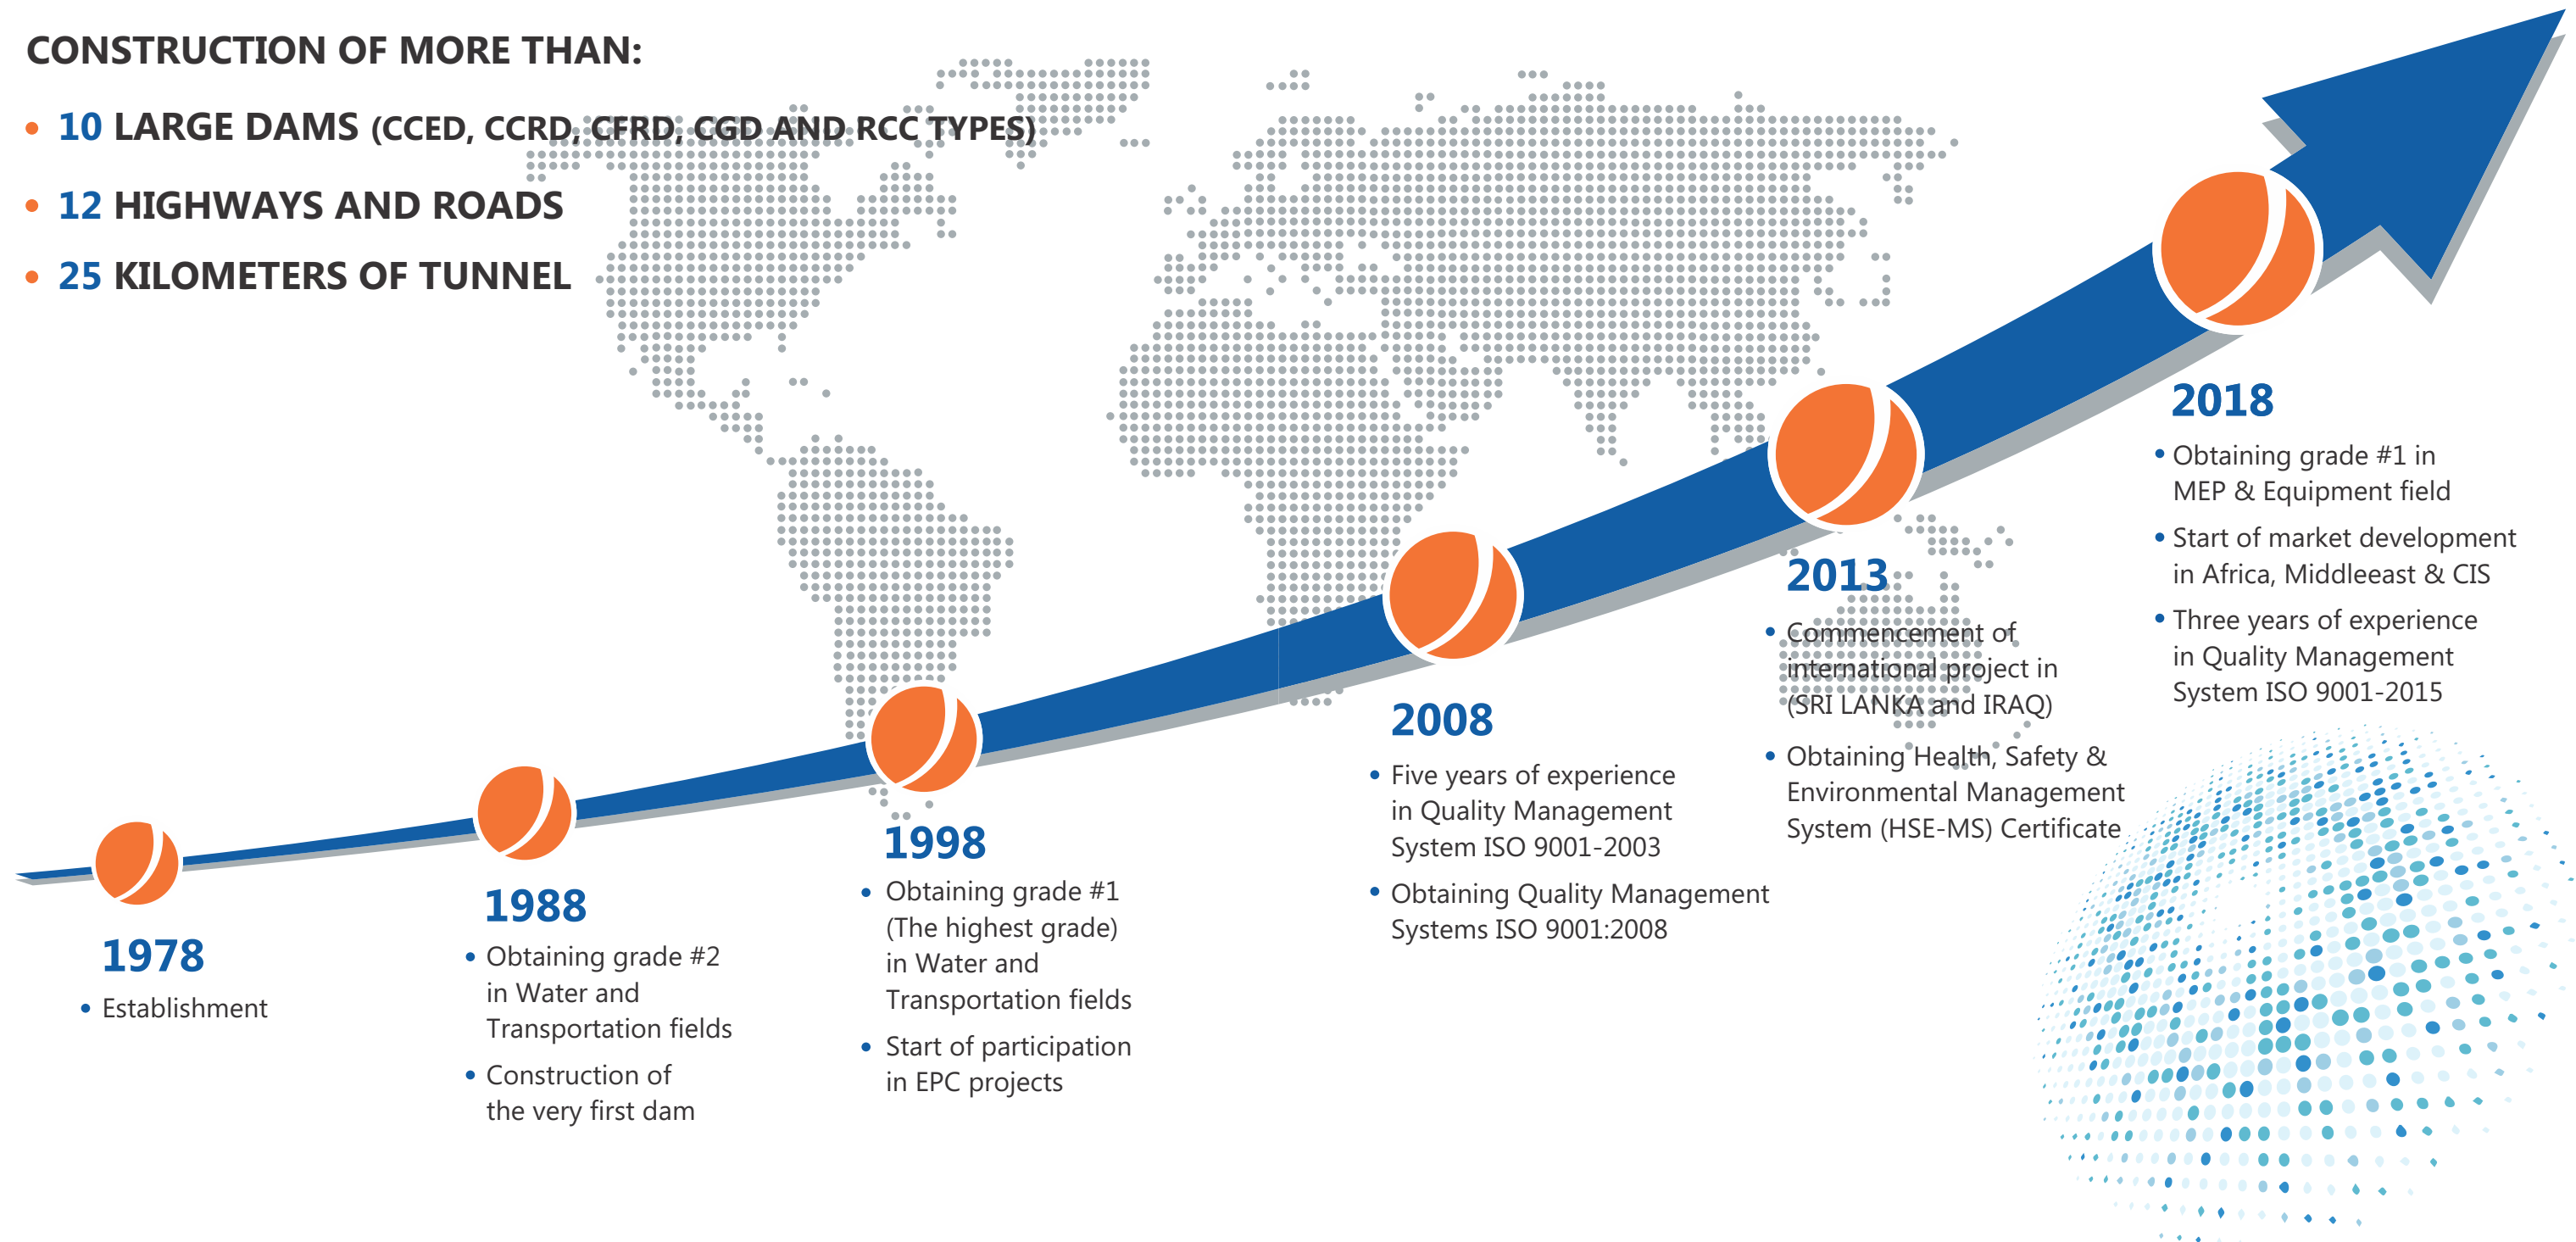 CONSTRUCTION OF MORE THAN:
• 10 LARGE DAMS (CCED, CCRD, CFRD, CGD AND RCC TYPES)
• 12 HIGHWAYS AND ROADS
• 25 KILOMETERS OF TUNNEL
1978
• Establishment
1988
• Obtaining grade #2
in Water and
Transportation fields
• Construction of
the very first dam
1998
• Obtaining grade #1
(The highest grade)
in Water and
Transportation fields
• Start of participation
in EPC projects
2008
• Five years of experience
in Quality Management
System ISO 9001-2003
• Obtaining Quality Management
Systems ISO 9001:2008
2013
• Commencement of
international project in
(SRI LANKA and IRAQ)
• Obtaining Health, Safety &
Environmental Management
System (HSE-MS) Certificate
2018
• Obtaining grade #1 in
MEP & Equipment field
• Start of market development
in Africa, Middleeast & CIS
• Three years of experience
in Quality Management
System ISO 9001-2015